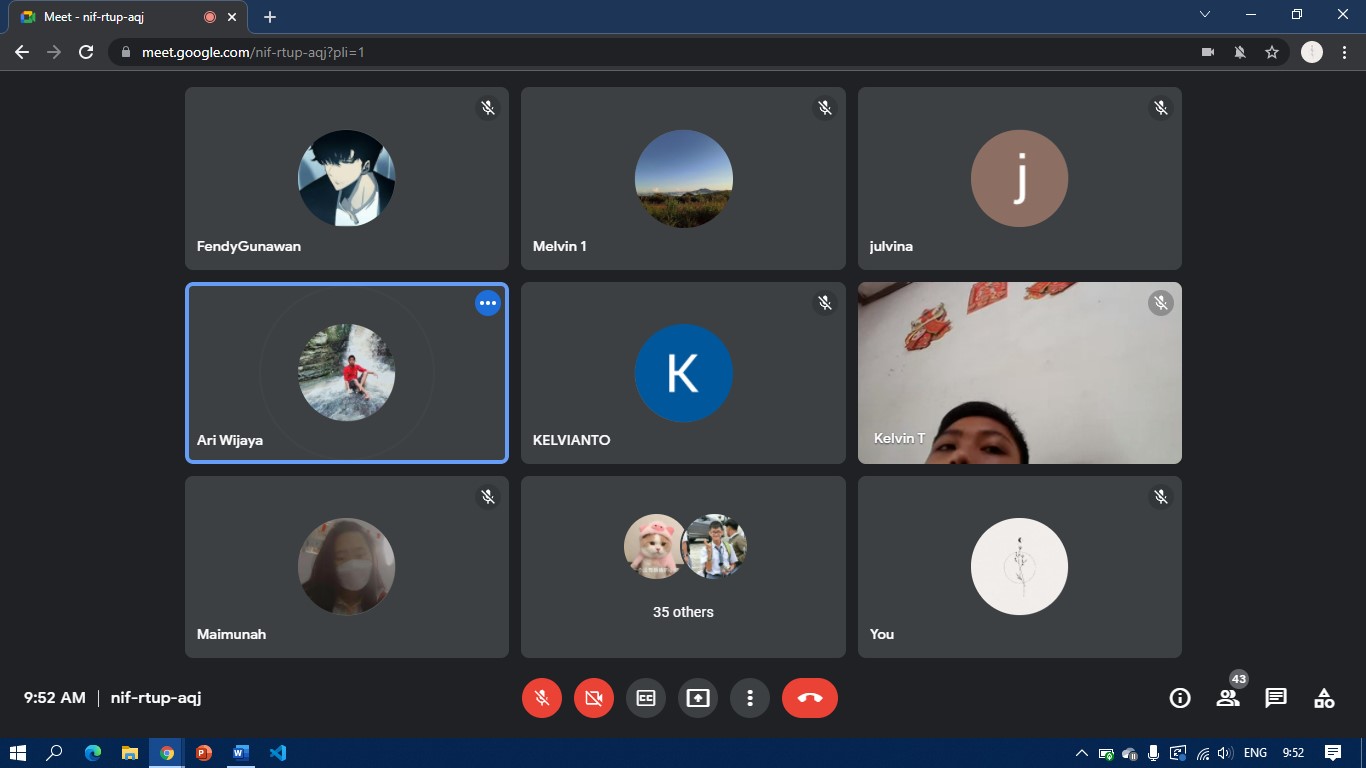 Meet - nif-rtup-aqj
meet.google.com/nif-rtup-aqj?pli=1
FendyGunawan
Melvin 1
j
julvina
Ari Wijaya
K
KELVIANTO
Kelvin T
Maimunah
35 others
You
9:52 AM | nif-rtup-aqj
43
ENG 9:52